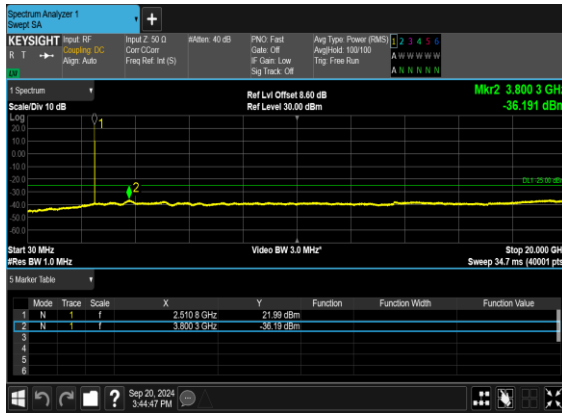 Spectrum Analyzer 1
Swept SA
+
KEYSIGHT Input: RF Input Z: 50 Ω #Atten: 40 dB PNO: Fast Avg Type: Power (RMS) 1 2 3 4 5 6
R T Coupling: DC Corr CCorr Gate: Off Avg|Hold: 100/100 A W W W W W
Align: Auto Freq Ref: Int (S) IF Gain: Low Trig: Free Run
Sig Track: Off A N N N N N
1 Spectrum
Scale/Div 10 dB
Ref Lvl Offset 8.60 dB
Ref Level 30.00 dBm
Mkr2 3.800 3 GHz
-36.191 dBm
Log
20.0
10.0
0.00
-10.0
-20.0
-30.0
-40.0
-50.0
-60.0
1
2
DL1 -25.00 dBm
Start 30 MHz Video BW 3.0 MHz* Stop 20.000 GHz
#Res BW 1.0 MHz Sweep 34.7 ms (40001 pts)
5 Marker Table
Mode Trace Scale X Y Function Function Width Function Value
1 N 1 f 2.510 8 GHz 21.99 dBm
2 N 1 f 3.800 3 GHz -36.19 dBm
3
4
5
6
?
Sep 20, 2024
3:44:47 PM